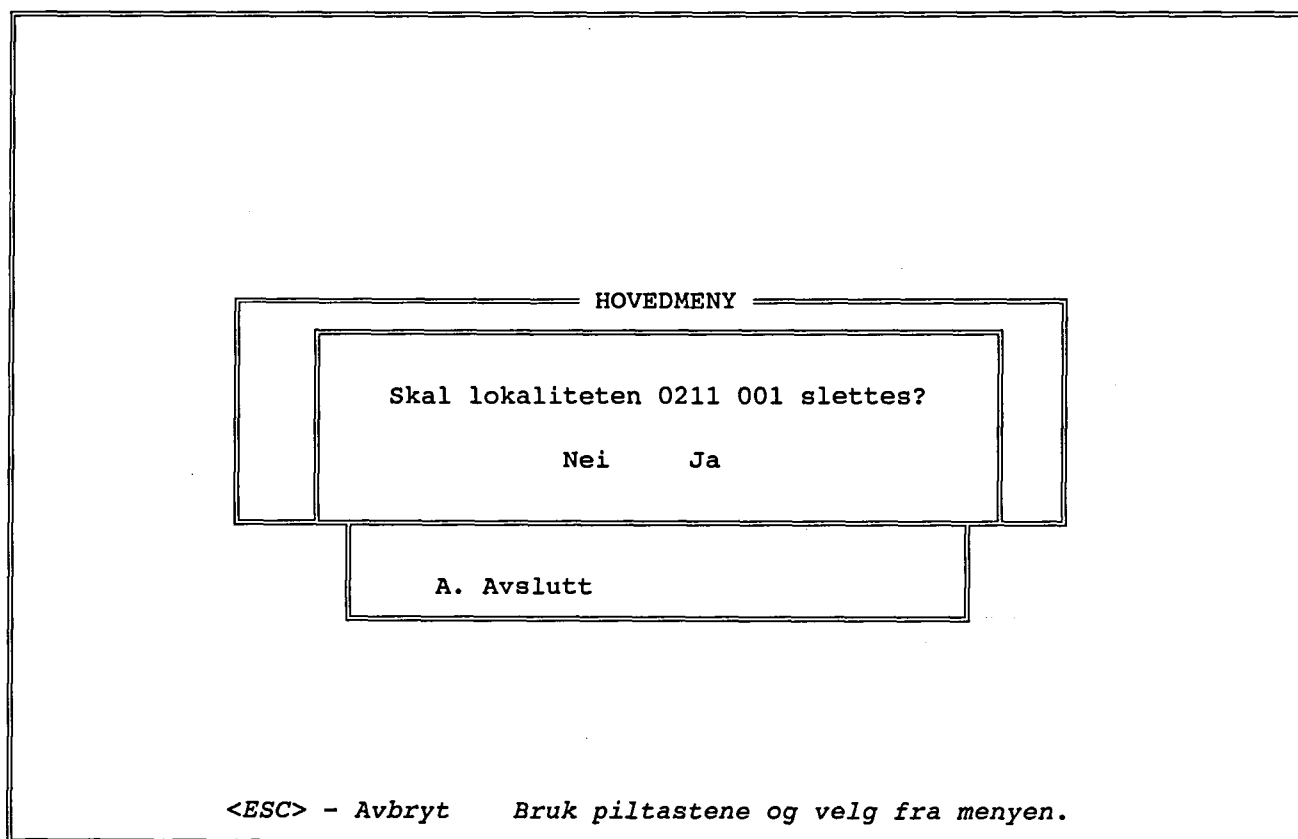 HOVEDMENY
Skal lokaliteten 0211 001 slettes?
Nei Ja
A. Avslutt
<ESC> - Avbryt Bruk piltastene og velg fra menyen.